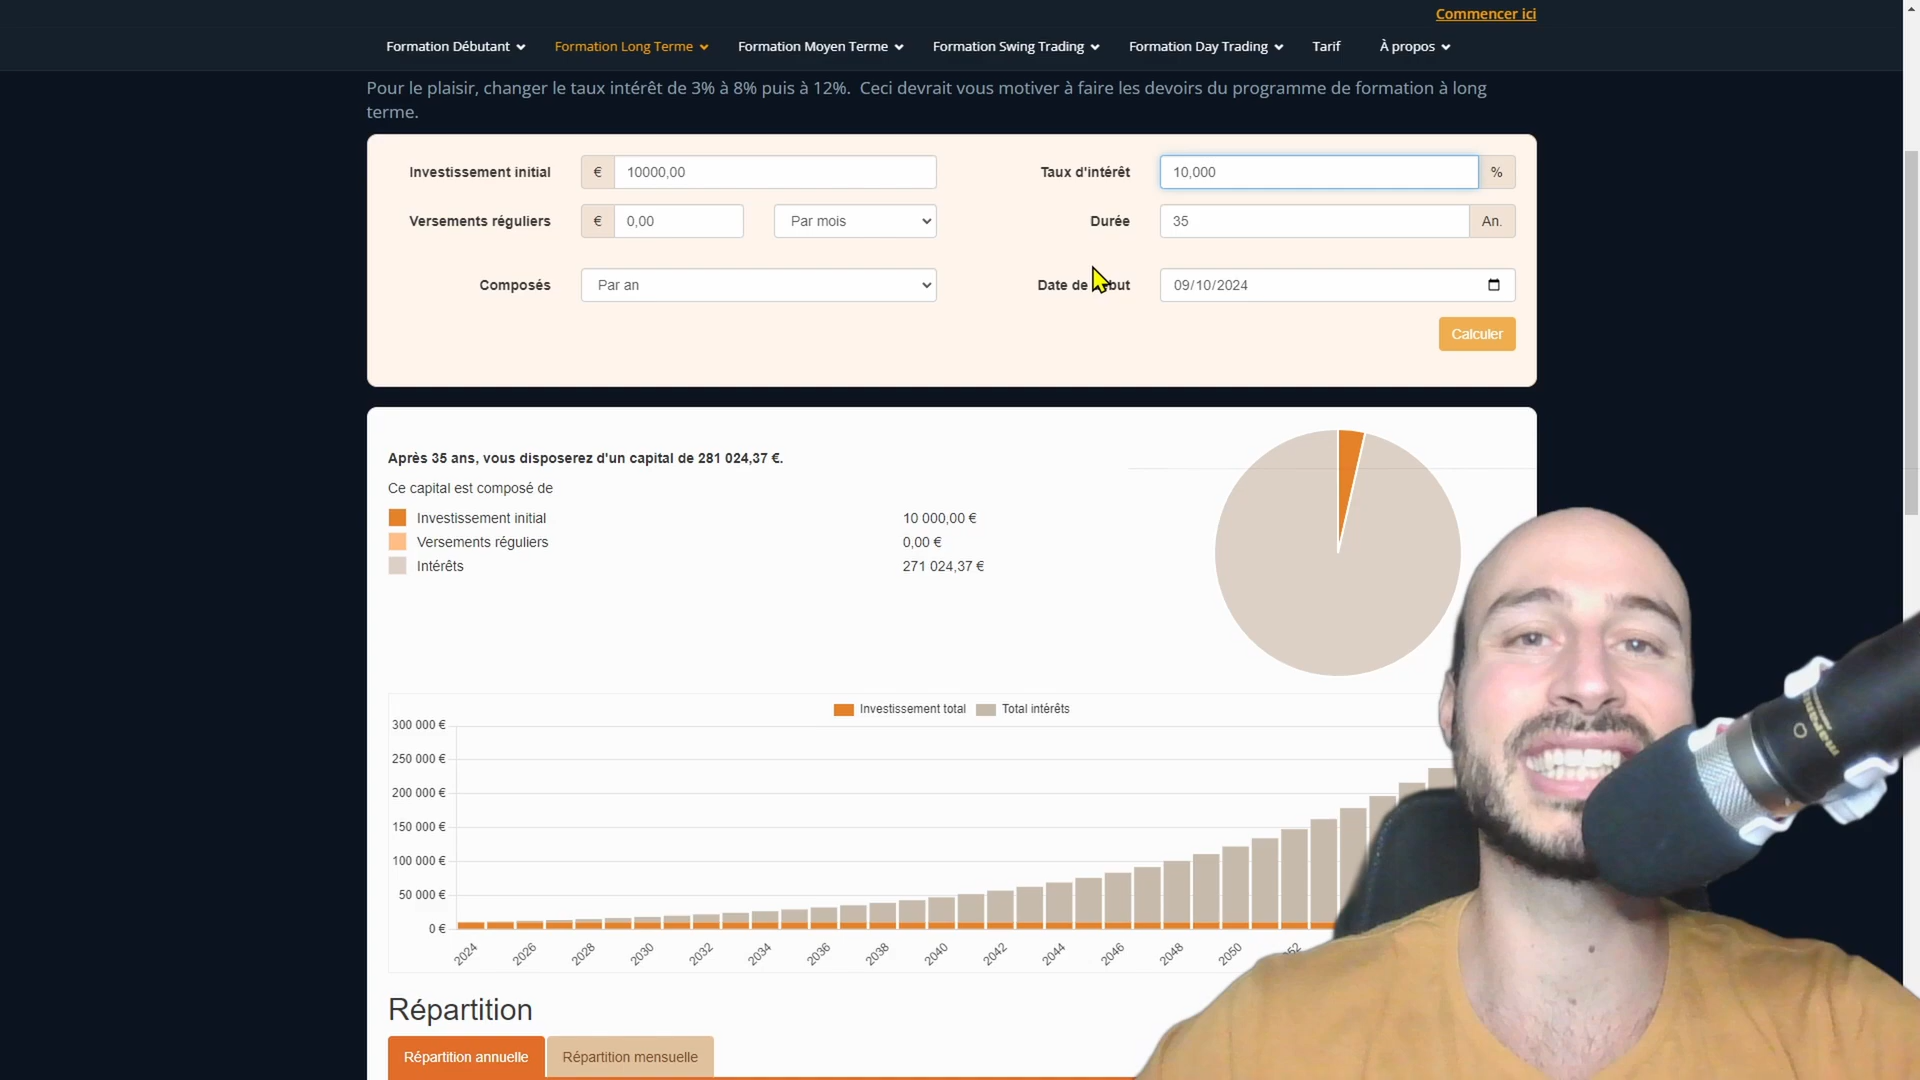 Commencer ici
Formation Débutant
Formation Long Terme
Formation Moyen Terme
Formation Swing Trading
Formation Day Trading
Tarif
À propos
Pour le plaisir, changer le taux intérêt de 3% à 8% puis à 12%. Ceci devrait vous motiver à faire les devoirs du programme de formation à long
terme.
Investissement initial € 10000,00
Taux d'intérêt 10,000 %
Versements réguliers € 0,00 Par mois
Durée 35 An.
Composés Par an
Date de but 09/10/2024
Calculer
Après 35 ans, vous disposerez d'un capital de 281 024,37 €.
Ce capital est composé de
Investissement initial 10 000,00 €
Versements réguliers 0,00 €
Intérêts 271 024,37 €
Investissement total Total intérêts
300 000 €
250 000 €
200 000 €
150 000 €
100 000 €
50 000 €
0 €
2024 2026 2028 2030 2032 2034 2036 2038 2040 2042 2044 2046 2048 2050
Répartition
Répartition annuelle
Répartition mensuelle
marantz